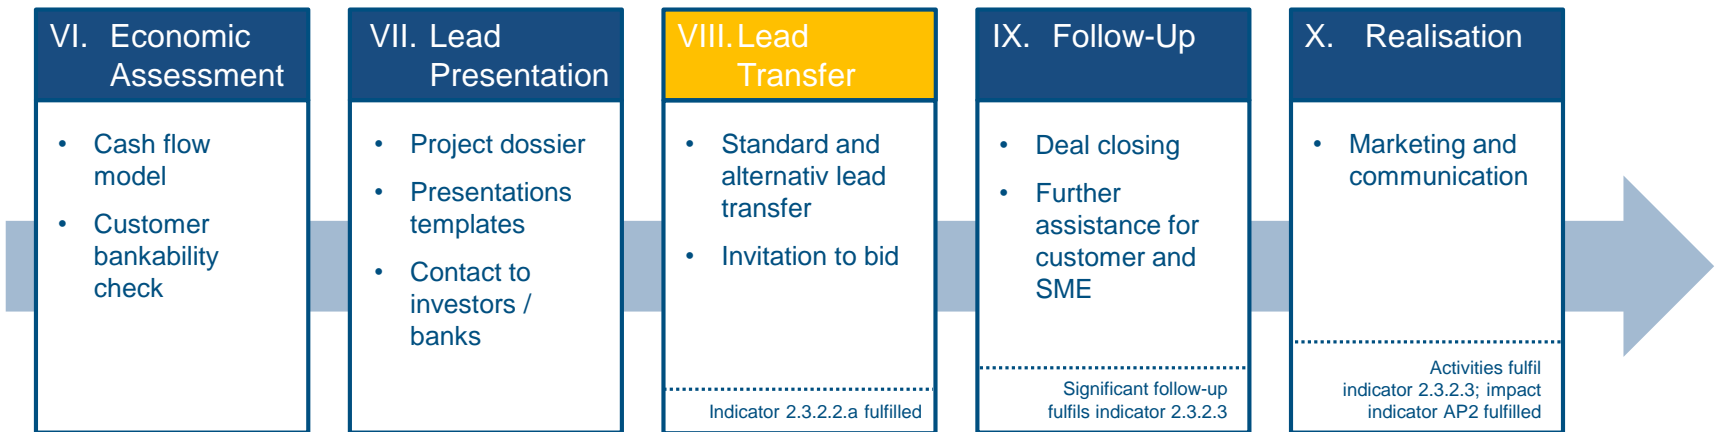 VI. Economic
Assessment
• Cash flow
model
• Customer
bankability
check
VII. Lead
Presentation
• Project dossier
• Presentations
templates
• Contact to
investors /
banks
VIII. Lead
Transfer
• Standard and
alternativ lead
transfer
• Invitation to bid
Indicator 2.3.2.2.a fulfilled
IX. Follow-Up
• Deal closing
• Further
assistance for
customer and
SME
Significant follow-up
fulfils indicator 2.3.2.3
X. Realisation
• Marketing and
communication
Activities fulfil
indicator 2.3.2.3; impact
indicator AP2 fulfilled